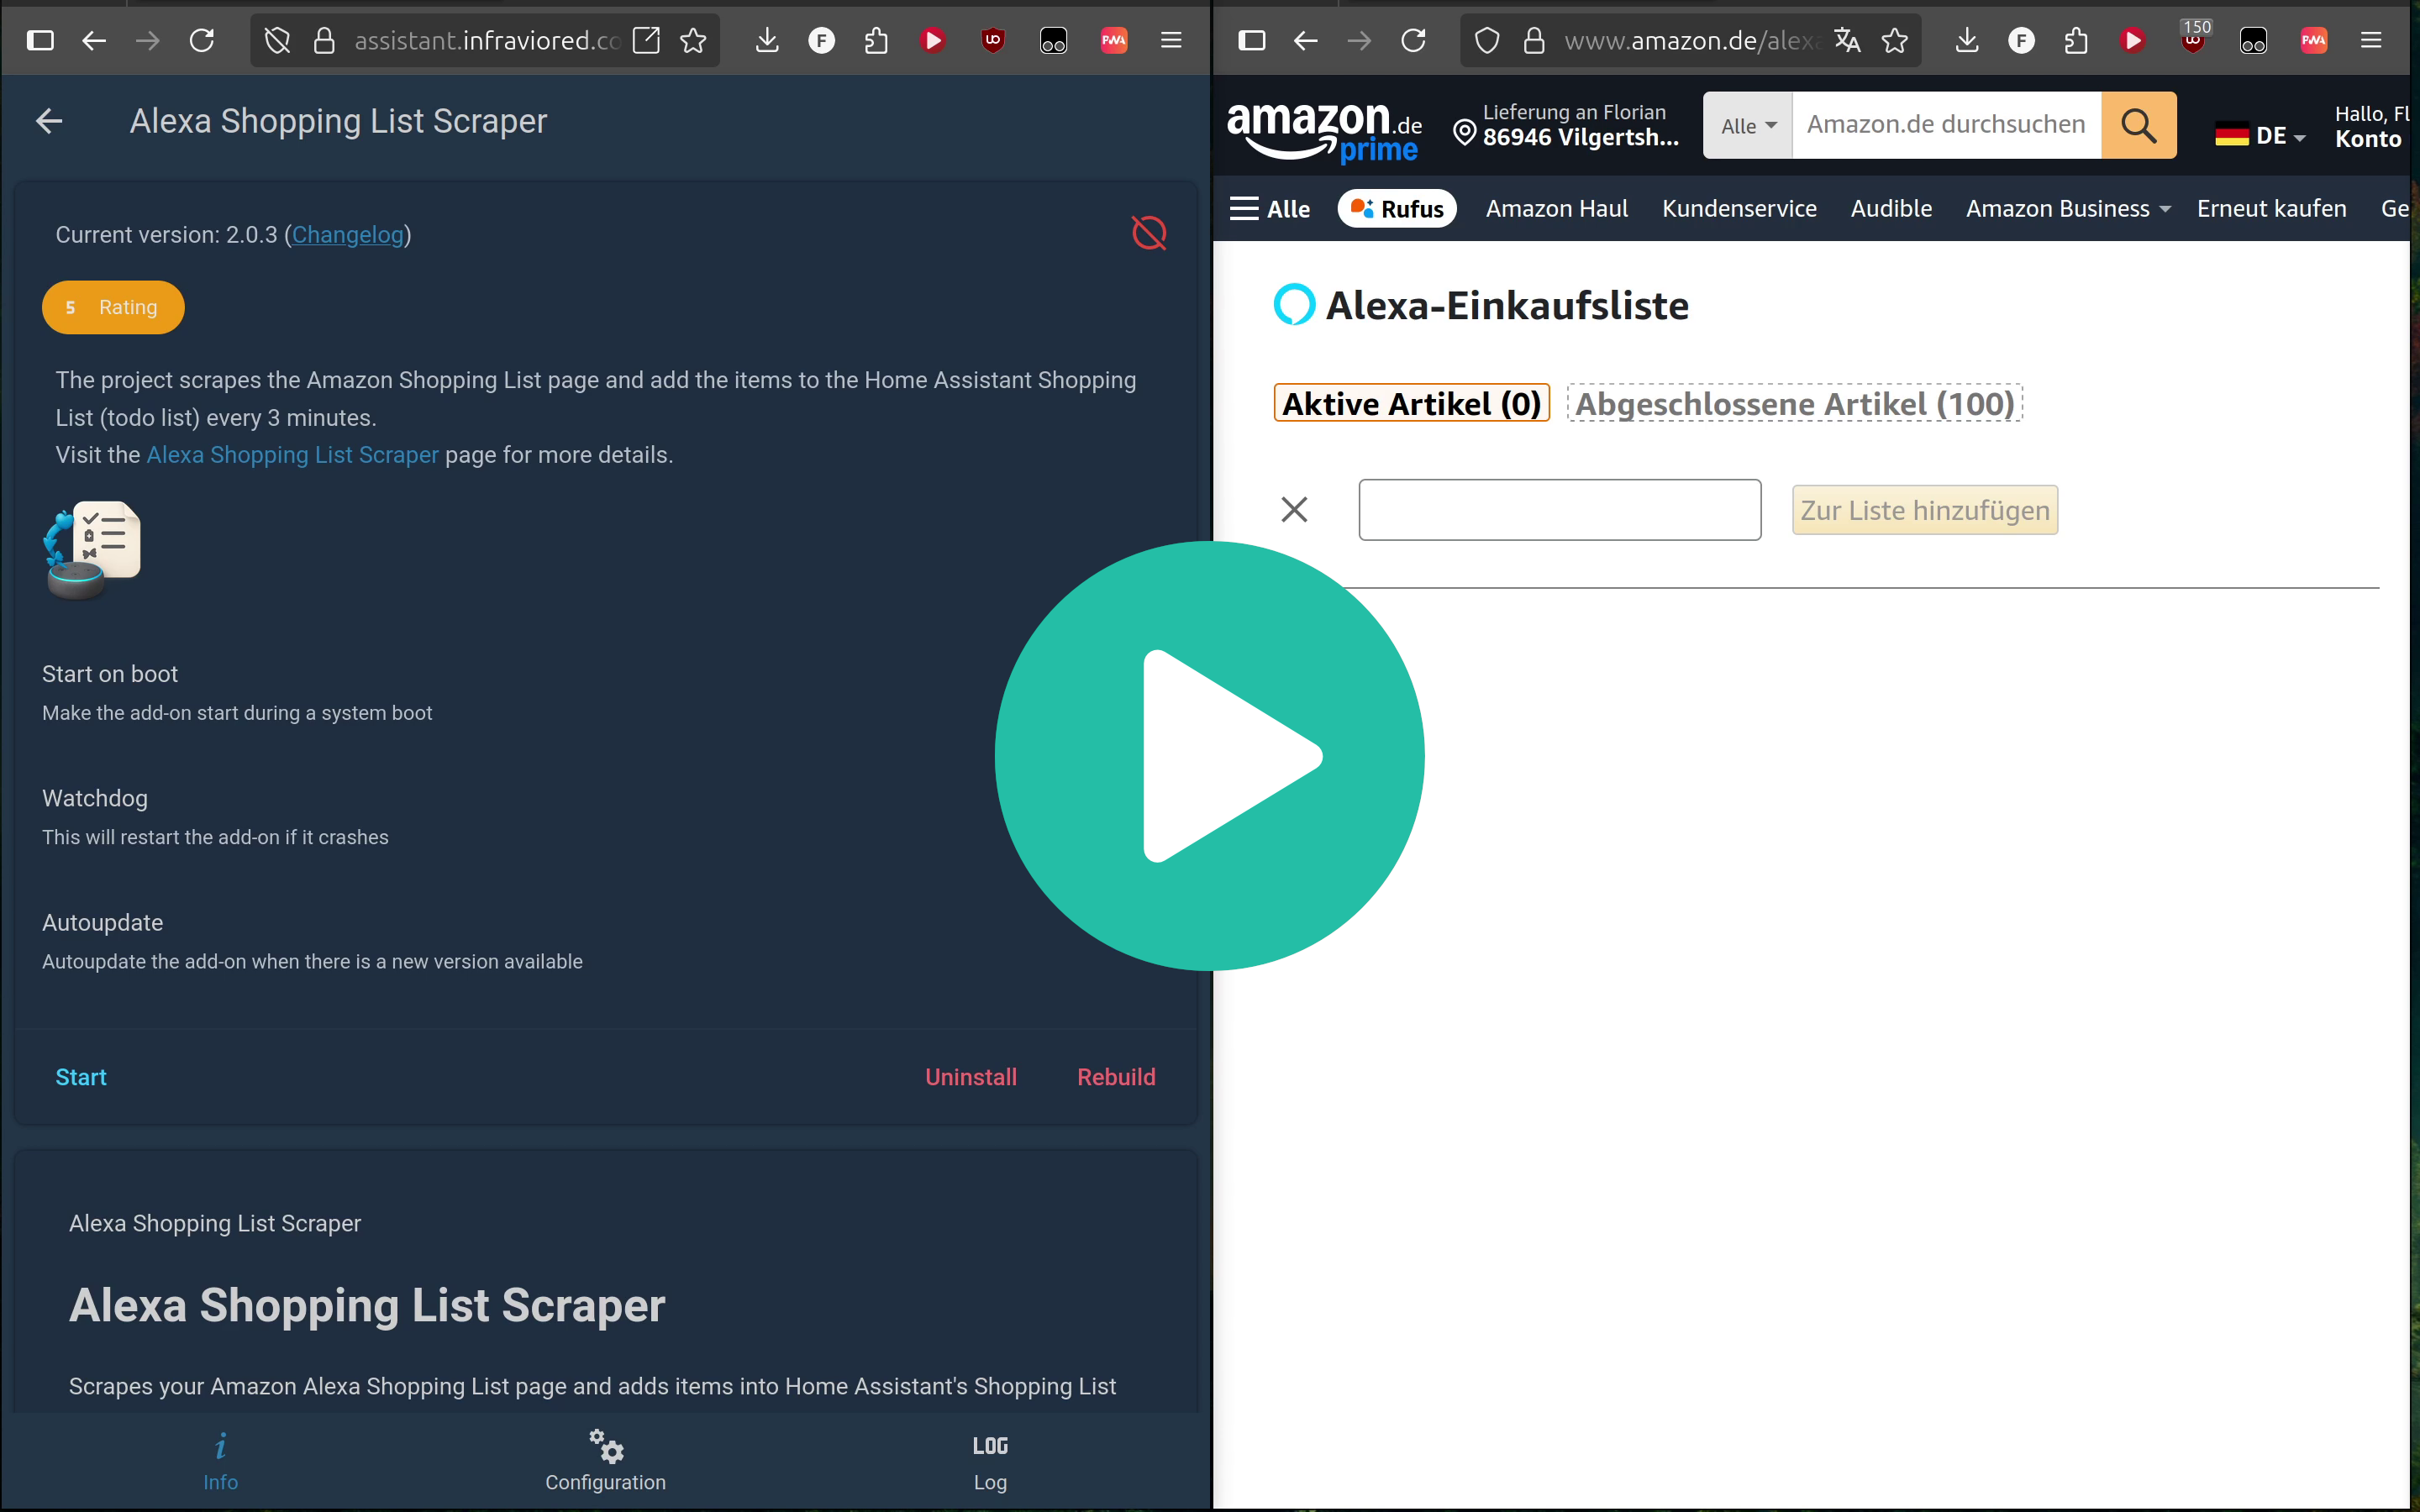 assistant.infraviored.co
Alexa Shopping List Scraper
Current version: 2.0.3 (Changelog)
5 Rating
The project scrapes the Amazon Shopping List page and add the items to the Home Assistant Shopping
List (todo list) every 3 minutes.
Visit the Alexa Shopping List Scraper page for more details.
Start on boot
Make the add-on start during a system boot
Watchdog
This will restart the add-on if it crashes
Autoupdate
Autoupdate the add-on when there is a new version available
Start Uninstall Rebuild
Alexa Shopping List Scraper
Alexa Shopping List Scraper
Scrapes your Amazon Alexa Shopping List page and adds items into Home Assistant's Shopping List
Info
Configuration
LOG
Log
www.amazon.de/alexa
150
amazon.de
prime
Lieferung an Florian
86946 Vilgertsh...
Alle
Amazon.de durchsuchen
DE
Hallo, Fl
Konto
Alle Rufus Amazon Haul Kundenservice Audible Amazon Business Erneut kaufen Ge
Alexa-Einkaufsliste
Aktive Artikel (0) Abgeschlossene Artikel (100)
Zur Liste hinzufügen